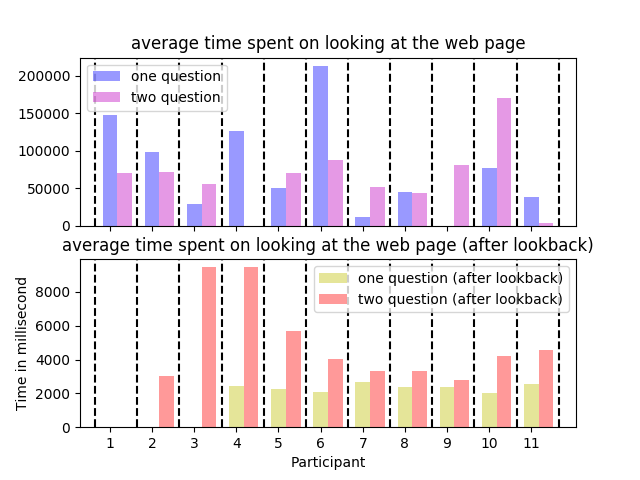 average time spent on looking at the web page
200000
150000
100000
50000
0
one question
two question
average time spent on looking at the web page (after lookback)
Time in millisecond
8000
6000
4000
2000
0
one question (after lookback)
two question (after lookback)
1 2 3 4 5 6 7 8 9 10 11
Participant